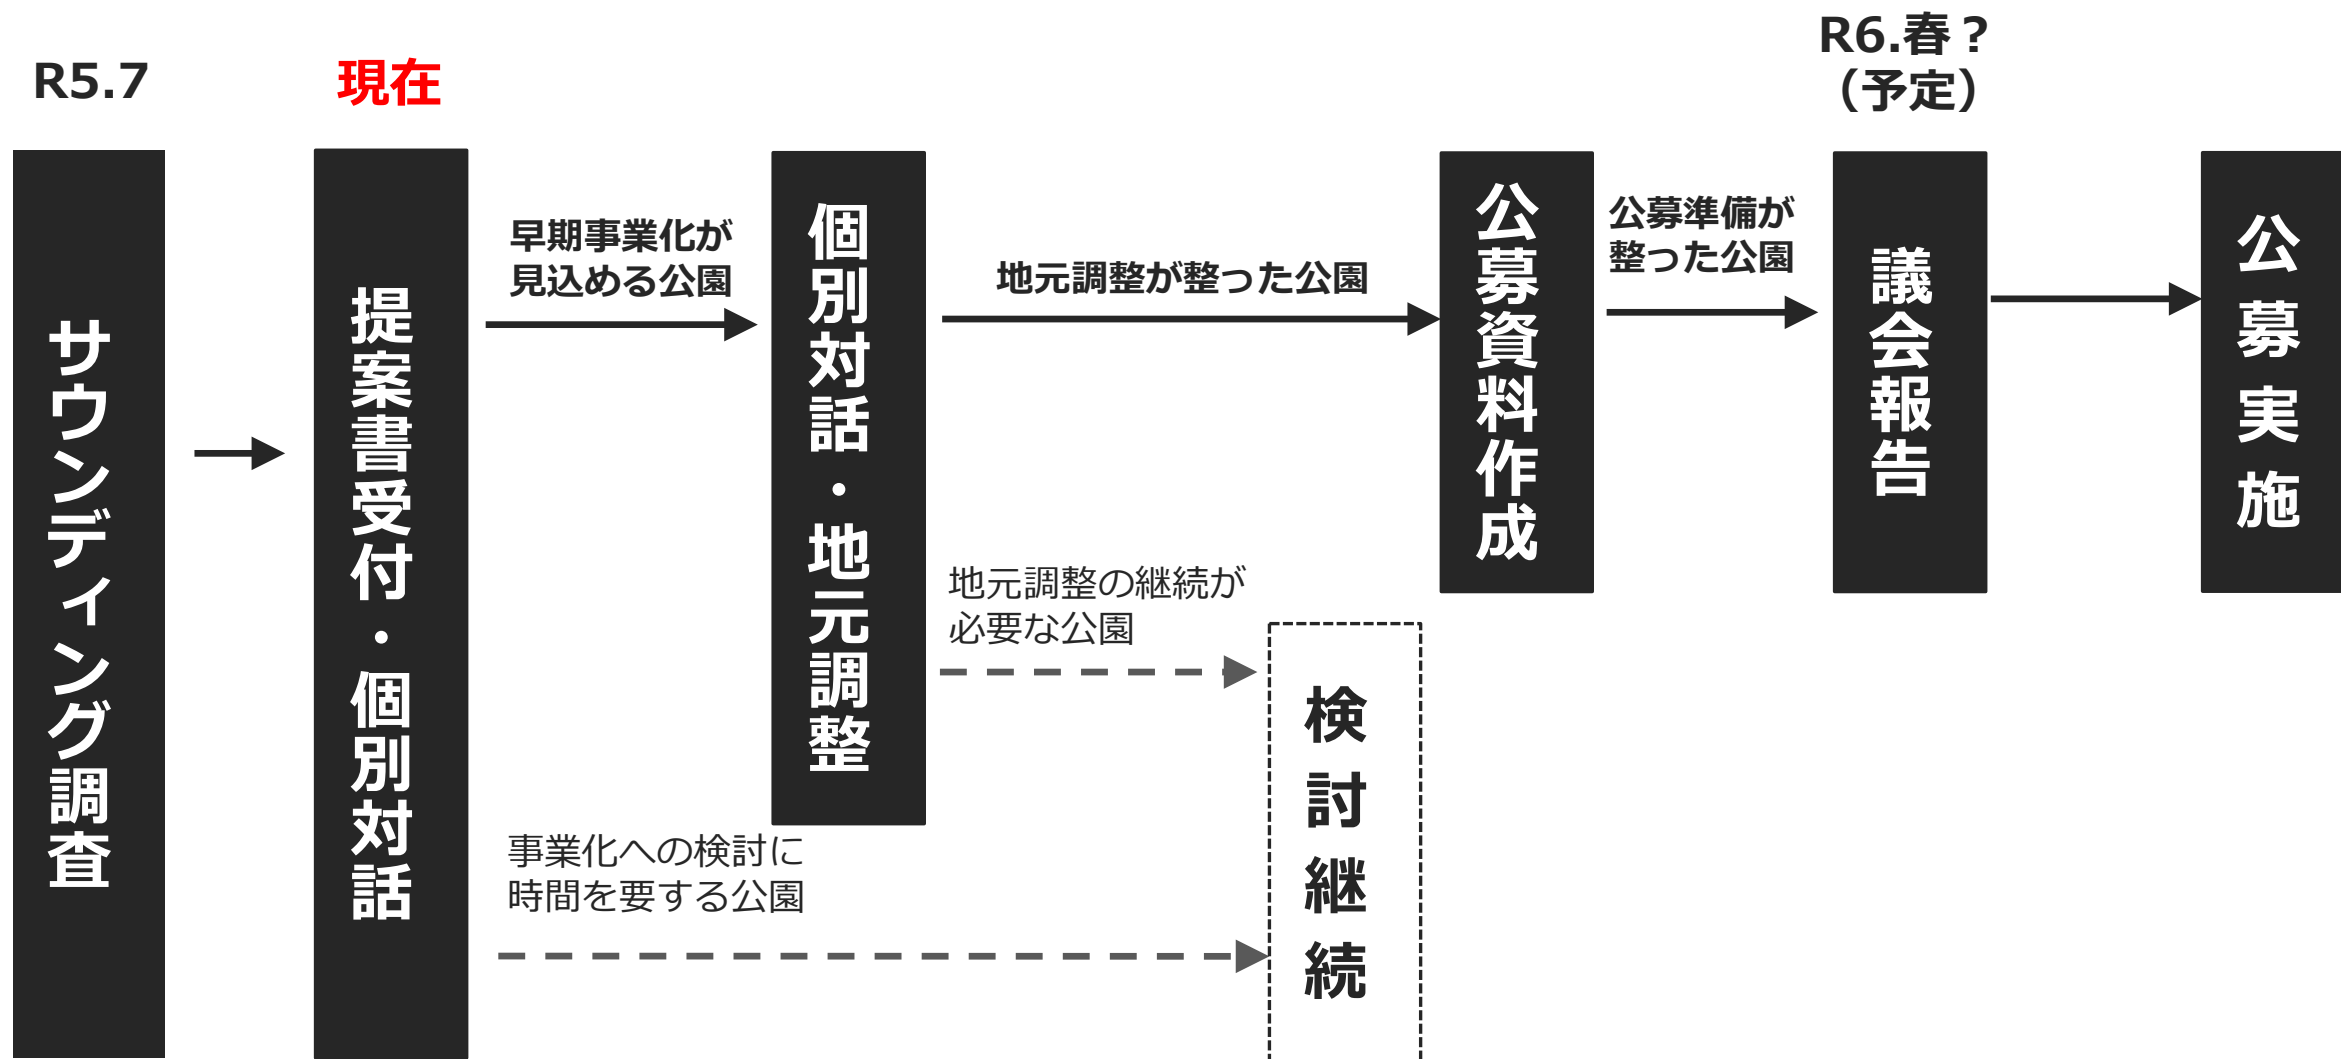 R5.7
現在
R6.春？
（予定）
サウンディング調査
提案書受付・個別対話
早期事業化が
見込める公園
個別対話・地元調整
地元調整が整った公園
公募資料作成
公募準備が
整った公園
議会報告
公募実施
地元調整の継続が
必要な公園
事業化への検討に
時間を要する公園
検討継続